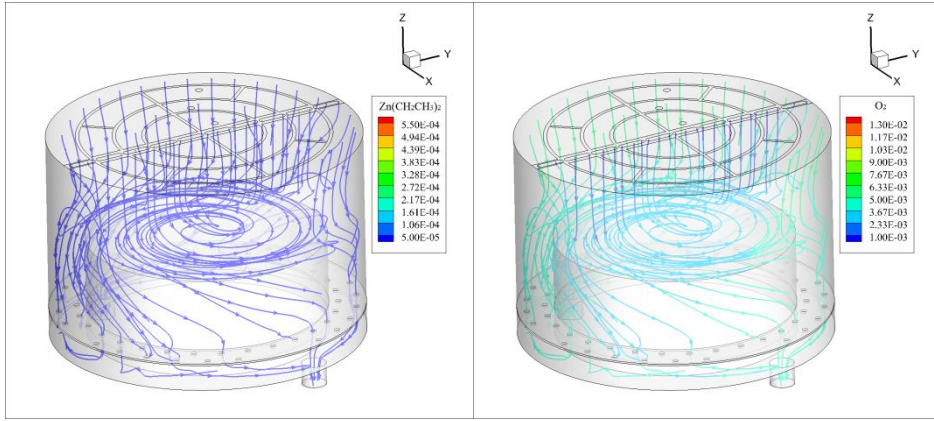 Z
Y
X
Zn(CH2CH3)2
5.50E-04
4.94E-04
4.39E-04
3.83E-04
3.28E-04
2.72E-04
2.17E-04
1.61E-04
1.06E-04
5.00E-05
Z
Y
X
O2
1.30E-02
1.17E-02
1.03E-02
9.00E-03
7.67E-03
6.33E-03
5.00E-03
3.67E-03
2.33E-03
1.00E-03